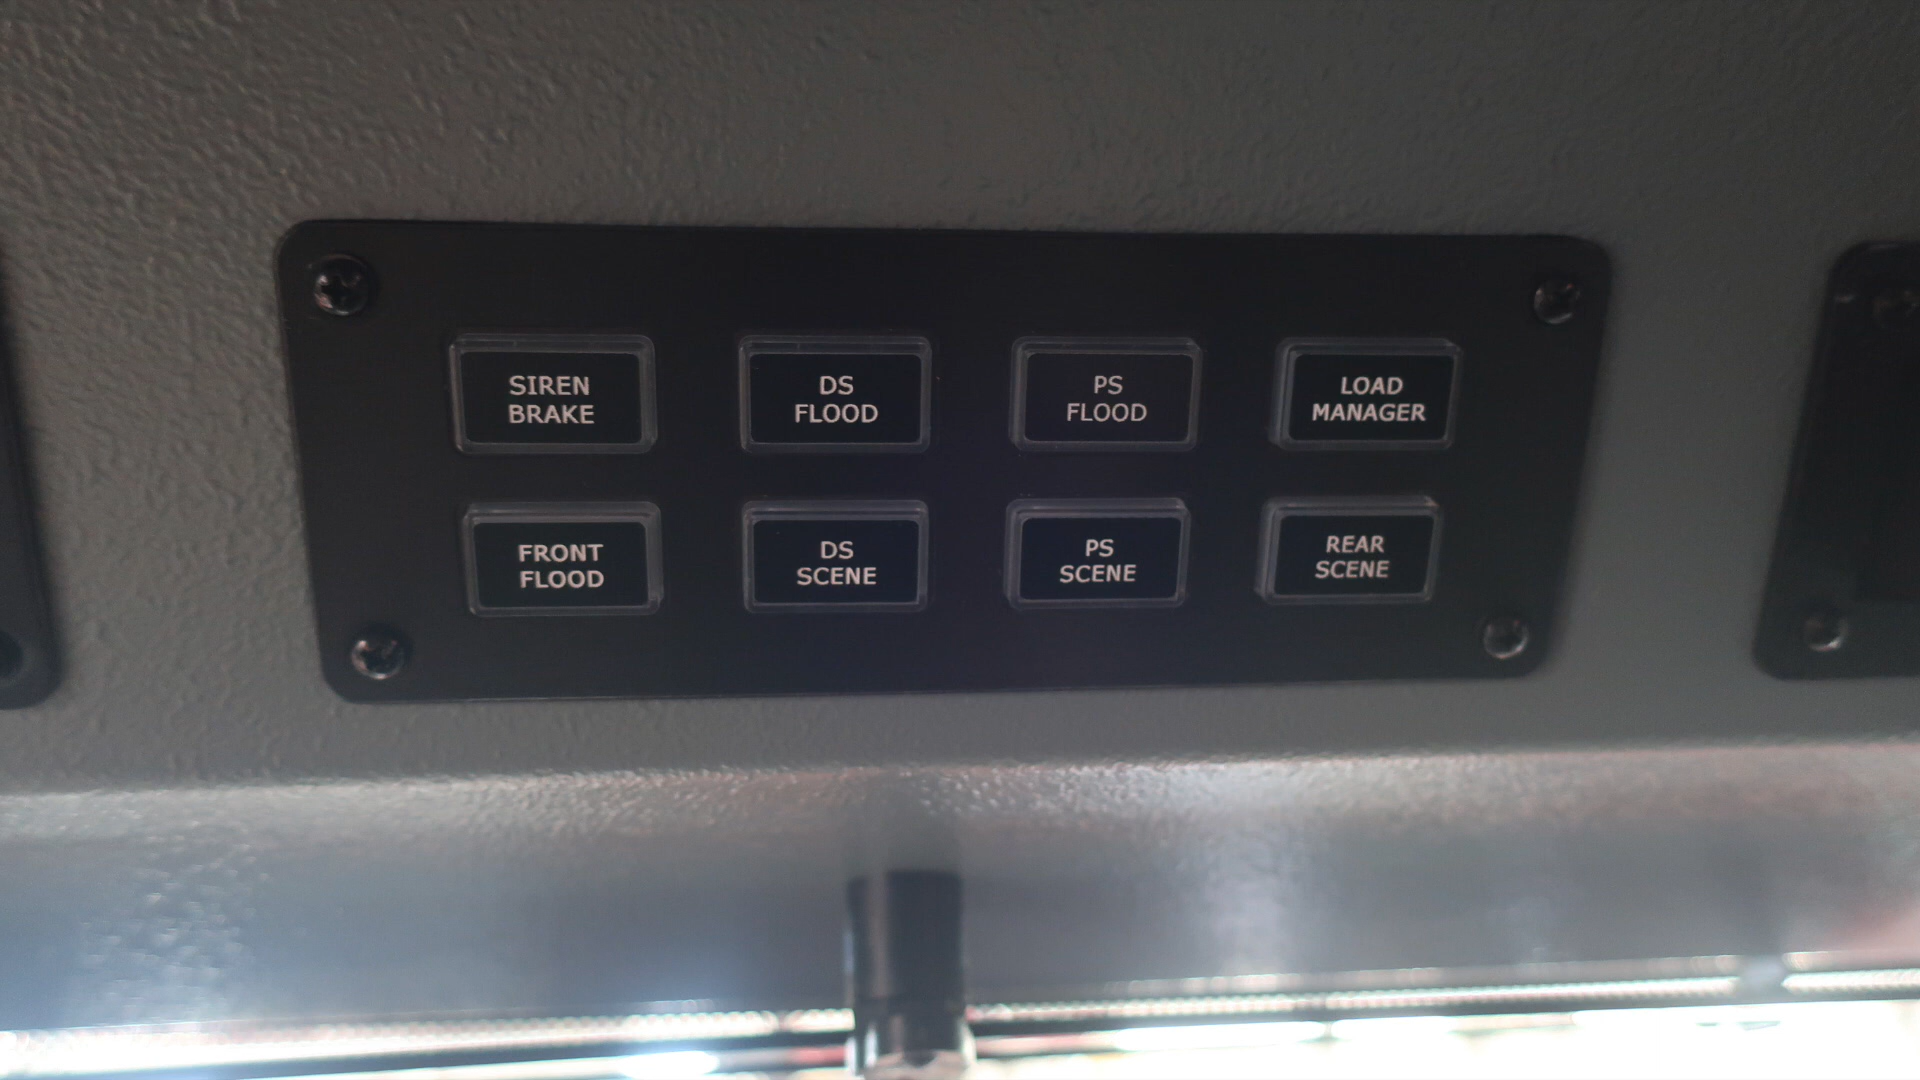 SIREN
BRAKE
DS
FLOOD
PS
FLOOD
LOAD
MANAGER
FRONT
FLOOD
DS
SCENE
PS
SCENE
REAR
SCENE